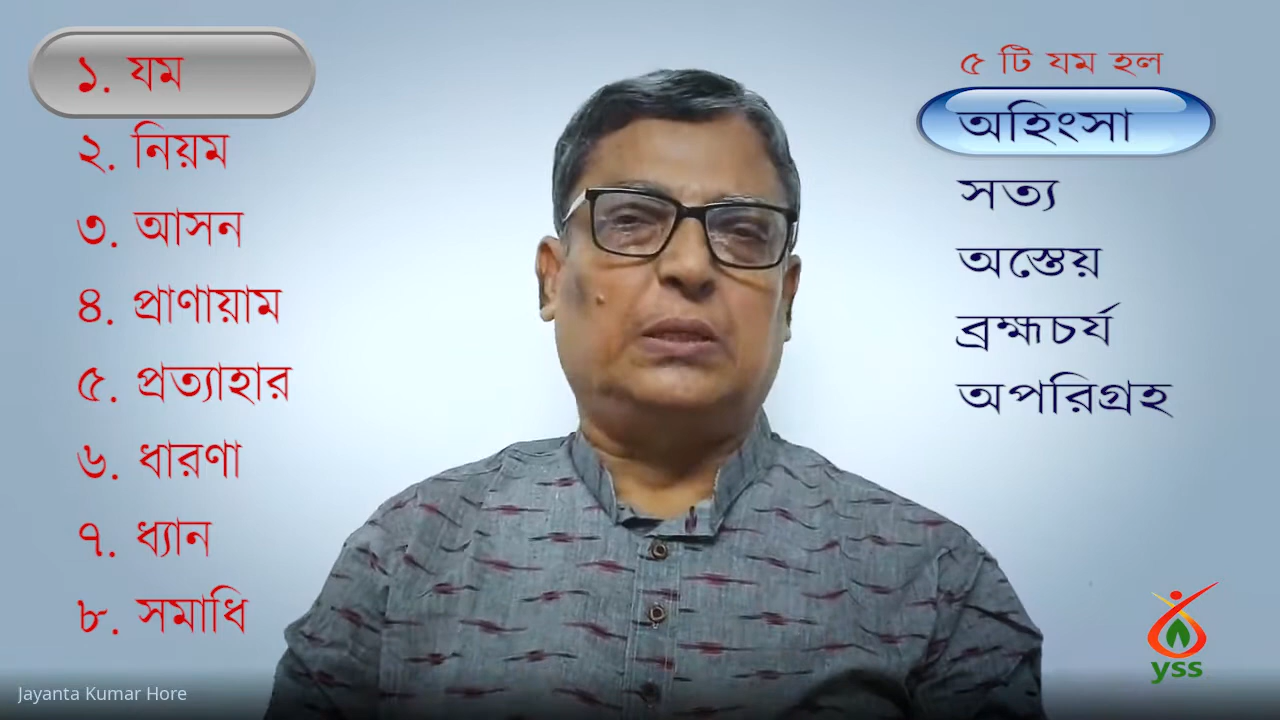 ১. যম
২. নিয়ম
৩. আসন
৪. প্রাণায়াম
৫. প্রত্যাহার
৬. ধারণা
৭. ধ্যান
৮. সমাধি
৫ টি যম হল
অহিংসা
সত্য
অস্তেয়
ব্রহ্মচর্য
অপরিগ্রহ
yss
Jayanta Kumar Hore